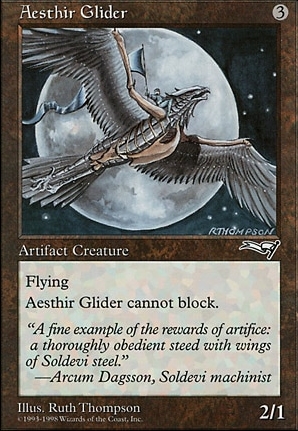 Aesthir Glider 3
R.THOMPSON
Artifact Creature
Flying
Aesthir Glider cannot block.
“A fine example of the rewards of artifice:
a thoroughly obedient steed with wings
of Soldevi steel.”
—Arcum Dagsson, Soldevi machinist
Illus. Ruth Thompson
©1993-1998 Wizards of the Coast, Inc. 2/1